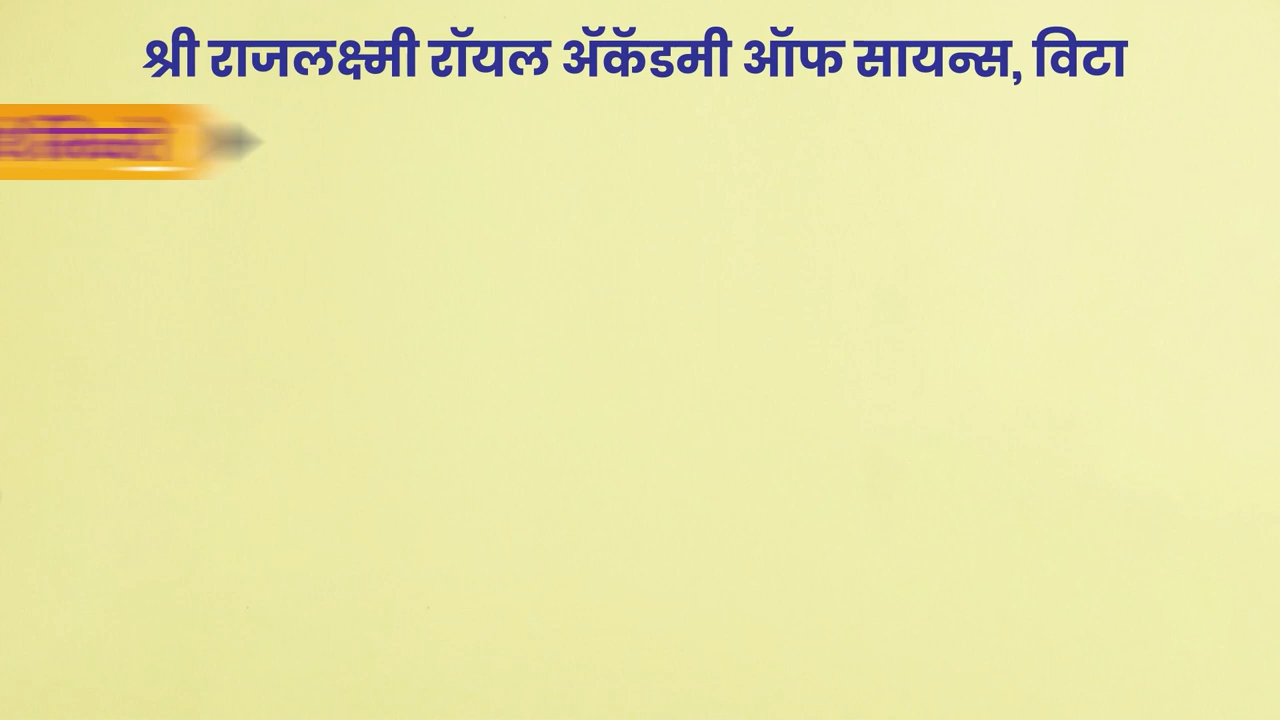 श्री राजलक्ष्मी रॉयल ॲकॅडमी ऑफ सायन्स, विटा